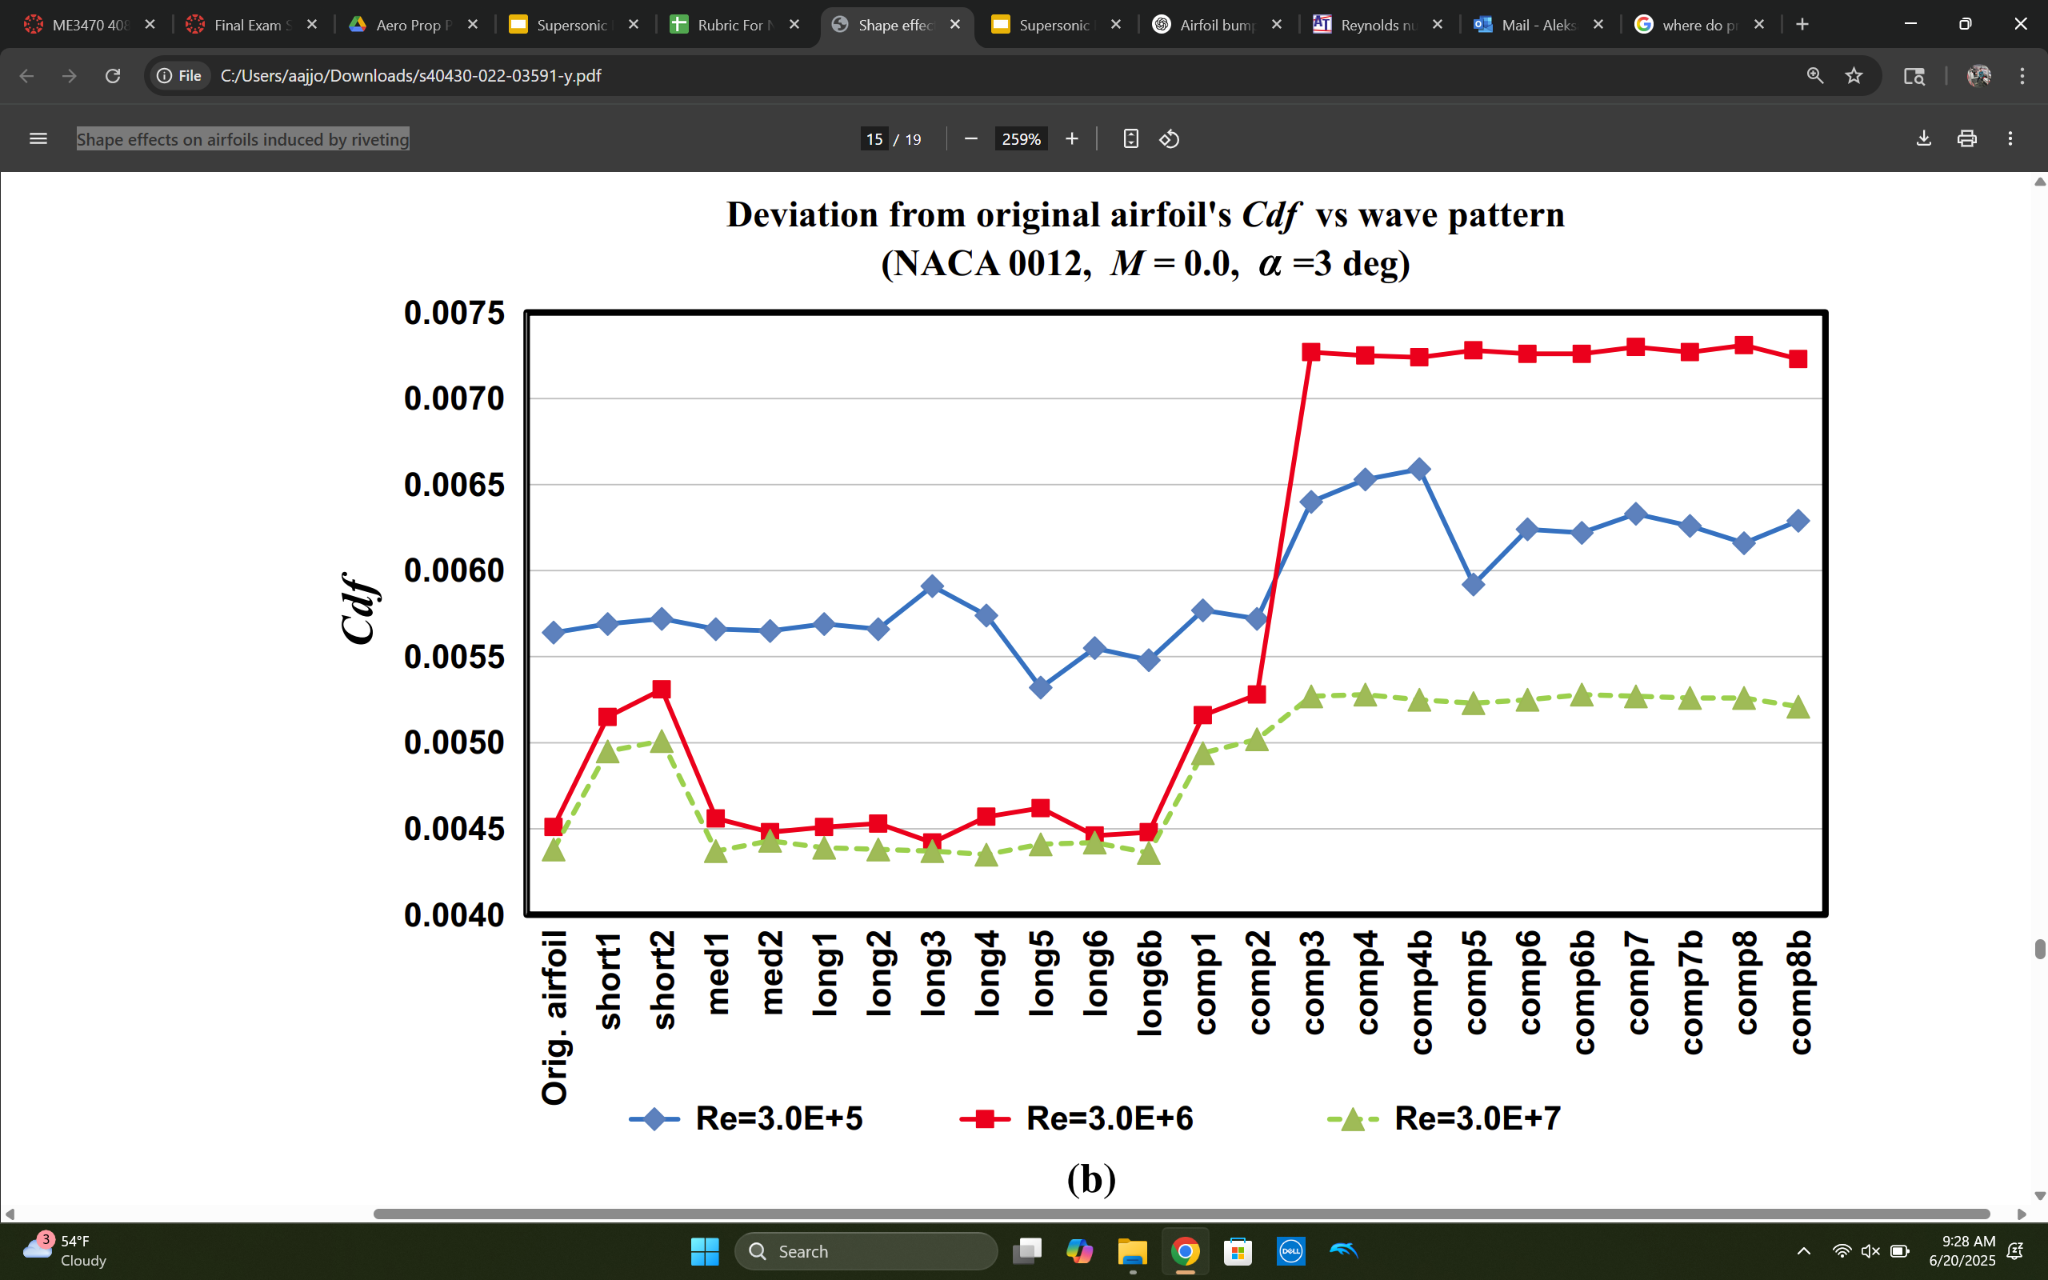 ME3470 408
Final Exam S
Aero Prop P
Supersonic
Rubric For N
Shape effec
Supersonic
Airfoil bum
Reynolds nu
Mail - Aleks
where do p
File
C:/Users/aajjo/Downloads/s40430-022-03591-y.pdf
Shape effects on airfoils induced by riveting
15 / 19
259%
Deviation from original airfoil's Cdf vs wave pattern
(NACA 0012, M = 0.0, α =3 deg)
0.0075
0.0070
0.0065
0.0060
0.0055
0.0050
0.0045
0.0040
Cdf
Orig. airfoil
short1
short2
med1
med2
long1
long2
long3
long4
long5
long6
long6b
comp1
comp2
comp3
comp4
comp4b
comp5
comp6
comp6b
comp7
comp7b
comp8
comp8b
Re=3.0E+5
Re=3.0E+6
Re=3.0E+7
(b)
3
54°F
Cloudy
Search
DELL
9:28 AM
6/20/2025